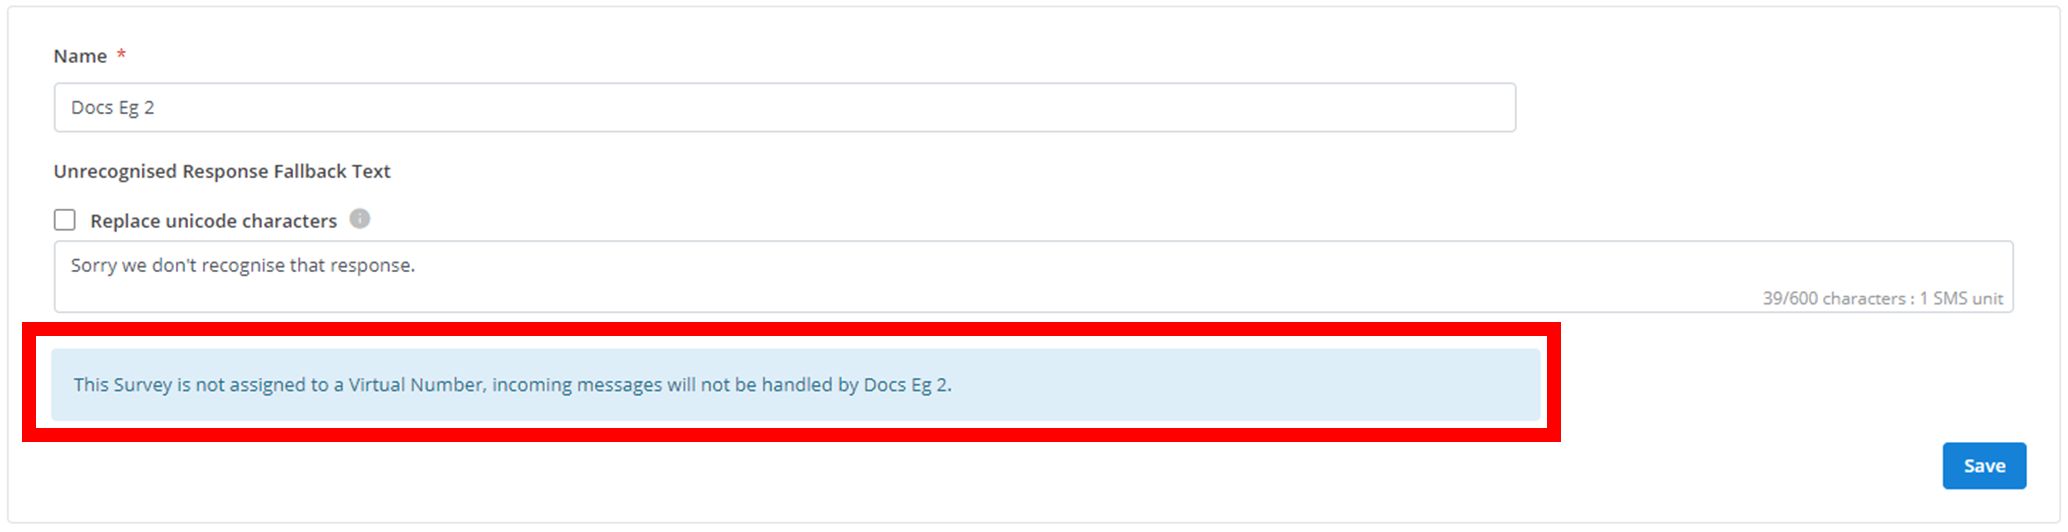 Name *
Docs Eg 2
Unrecognised Response Fallback Text
Replace unicode characters
Sorry we don't recognise that response.
39/600 characters : 1 SMS unit
This Survey is not assigned to a Virtual Number, incoming messages will not be handled by Docs Eg 2.
Save